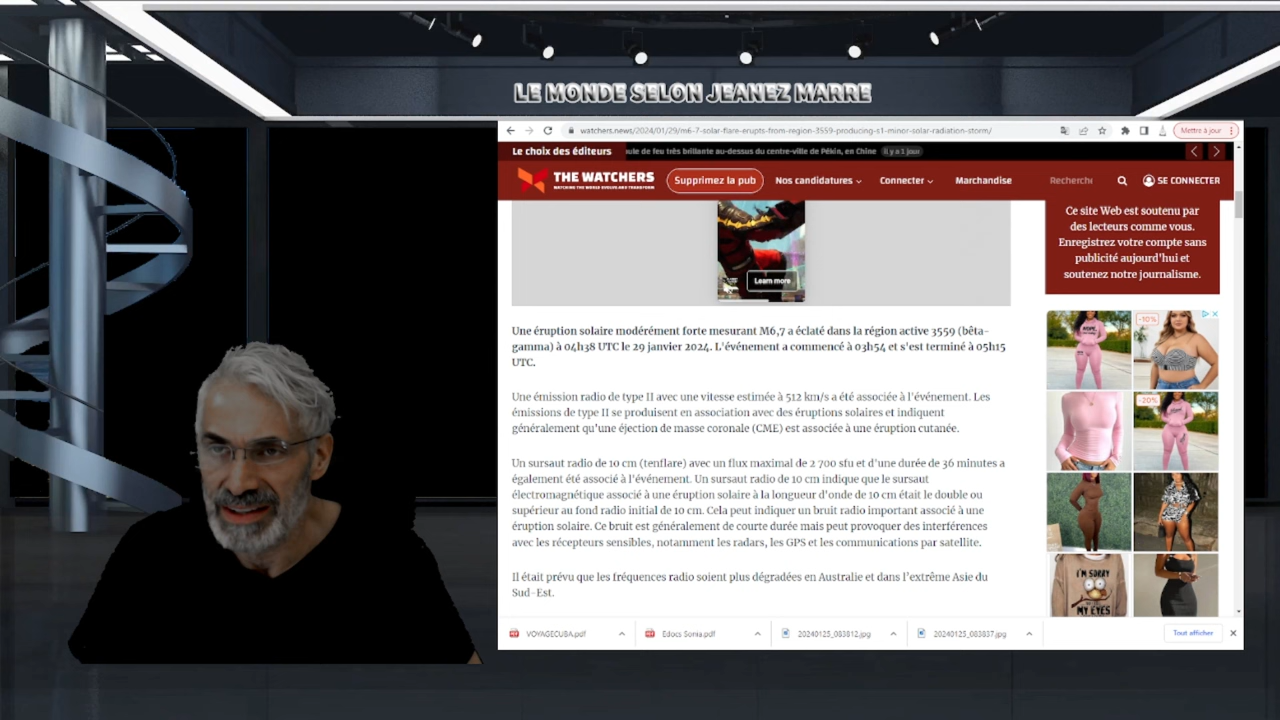 LE MONDE SELON JEANEZ MARRE
watchers.news/2024/01/29/m6-7-solar-flare-erupts-from-region-3559-producing-s1-minor-solar-radiation-storm/
Mettre à jour
Le choix des éditeurs
ule de feu très brillante au-dessus du centre-ville de Pékin, en Chine
il y a 1 jour
THE WATCHERS
WATCHING THE WORLD EVOLVE AND TRANSFORM
Supprimez la pub
Nos candidatures
Connecter
Marchandise
Recherche
SE CONNECTER
Learn more
Ce site Web est soutenu par
des lecteurs comme vous.
Enregistrez votre compte sans
publicité aujourd'hui et
soutenez notre journalisme.
Une éruption solaire modérément forte mesurant M6,7 a éclaté dans la région active 3559 (bêta-
gamma) à 04h38 UTC le 29 janvier 2024. L'événement a commencé à 03h54 et s'est terminé à 05h15
UTC.
Une émission radio de type II avec une vitesse estimée à 512 km/s a été associée à l'événement. Les
émissions de type II se produisent en association avec des éruptions solaires et indiquent
généralement qu'une éjection de masse coronale (CME) est associée à une éruption cutanée.
Un sursaut radio de 10 cm (tenflare) avec un flux maximal de 2 700 sfu et d'une durée de 36 minutes a
également été associé à l'événement. Un sursaut radio de 10 cm indique que le sursaut
électromagnétique associé à une éruption solaire à la longueur d'onde de 10 cm était le double ou
supérieur au fond radio initial de 10 cm. Cela peut indiquer un bruit radio important associé à une
éruption solaire. Ce bruit est généralement de courte durée mais peut provoquer des interférences
avec les récepteurs sensibles, notamment les radars, les GPS et les communications par satellite.
Il était prévu que les fréquences radio soient plus dégradées en Australie et dans l'extrême Asie du
Sud-Est.
-10%
-20%
I'M SORRY
MY EYES
VOYAGECUBA.pdf
Edocs Sonia.pdf
20240125_083812.jpg
20240125_083837.jpg
Tout afficher